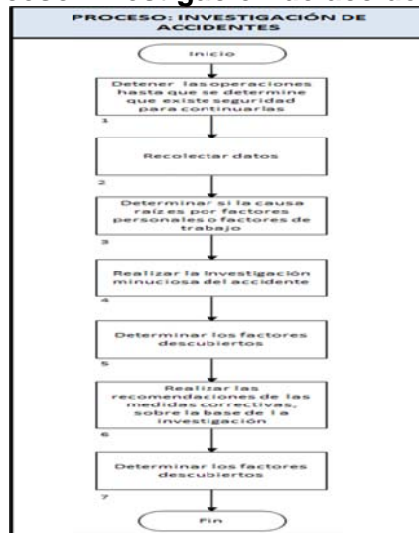 PROCESO: INVESTIGACIÓN DE
ACCIDENTES
Inicio
Detener las operaciones
hasta que se determine
que existe seguridad
para continuarlas
1
Recolectar datos
2
Determinar si la causa
raíz es por factores
personales o factores de
trabajo
3
Realizar la investigación
minuciosa del accidente
4
Determinar los factores
descubiertos
5
Realizar las
recomendaciones de las
medidas correctivas,
sobre la base de la
investigación
6
Determinar los factores
descubiertos
7
Fin